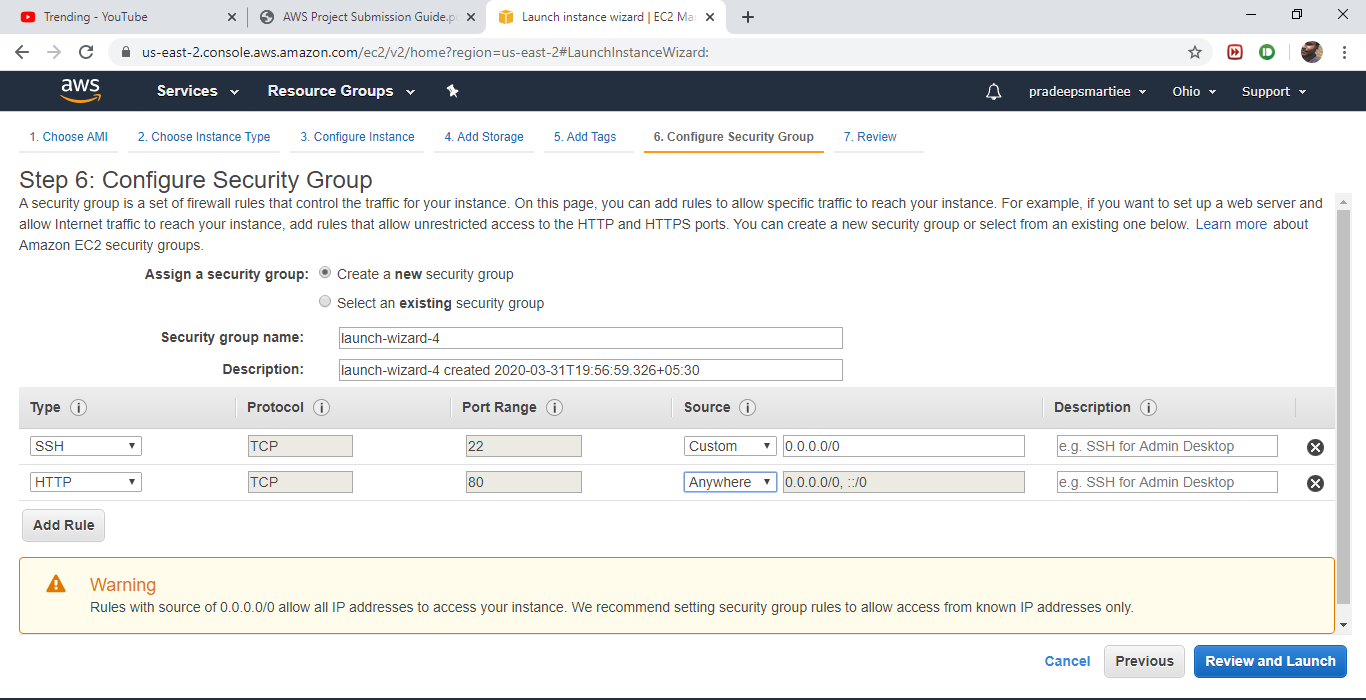 Trending - YouTube
AWS Project Submission Guide.p
Launch instance wizard | EC2 Ma
us-east-2.console.aws.amazon.com/ec2/v2/home?region=us-east-2#LaunchInstanceWizard:
aws
Services
Resource Groups
pradeepsmartiee
Ohio
Support
1. Choose AMI
2. Choose Instance Type
3. Configure Instance
4. Add Storage
5. Add Tags
6. Configure Security Group
7. Review
Step 6: Configure Security Group
A security group is a set of firewall rules that control the traffic for your instance. On this page, you can add rules to allow specific traffic to reach your instance. For example, if you want to set up a web server and
allow Internet traffic to reach your instance, add rules that allow unrestricted access to the HTTP and HTTPS ports. You can create a new security group or select from an existing one below. Learn more about
Amazon EC2 security groups.
Assign a security group: Create a new security group
Select an existing security group
Security group name: launch-wizard-4
Description: launch-wizard-4 created 2020-03-31T19:56:59.326+05:30
Type i Protocol i Port Range i Source i Description i
SSH TCP 22 Custom 0.0.0.0/0 e.g. SSH for Admin Desktop
HTTP TCP 80 Anywhere 0.0.0.0/0, ::/0 e.g. SSH for Admin Desktop
Add Rule
Warning
Rules with source of 0.0.0.0/0 allow all IP addresses to access your instance. We recommend setting security group rules to allow access from known IP addresses only.
Cancel Previous Review and Launch